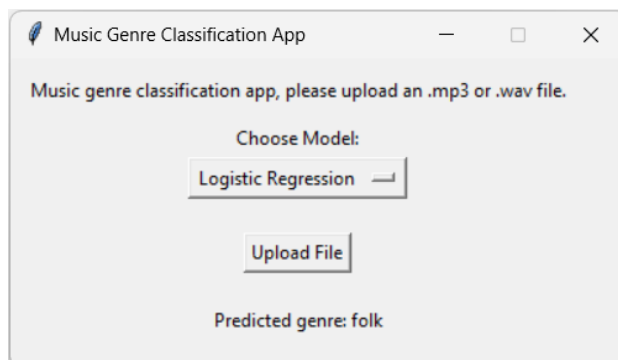 Music Genre Classification App
Music genre classification app, please upload an .mp3 or .wav file.
Choose Model:
Logistic Regression
Upload File
Predicted genre: folk